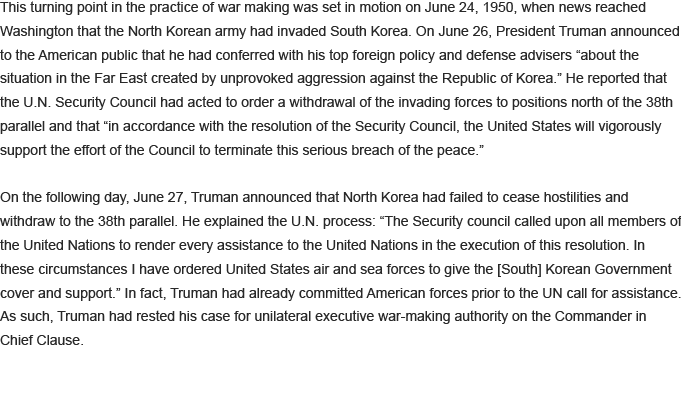 This turning point in the practice of war making was set in motion on June 24, 1950, when news reached
Washington that the North Korean army had invaded South Korea. On June 26, President Truman announced
to the American public that he had conferred with his top foreign policy and defense advisers “about the
situation in the Far East created by unprovoked aggression against the Republic of Korea.” He reported that
the U.N. Security Council had acted to order a withdrawal of the invading forces to positions north of the 38th
parallel and that “in accordance with the resolution of the Security Council, the United States will vigorously
support the effort of the Council to terminate this serious breach of the peace.”
On the following day, June 27, Truman announced that North Korea had failed to cease hostilities and
withdraw to the 38th parallel. He explained the U.N. process: “The Security council called upon all members of
the United Nations to render every assistance to the United Nations in the execution of this resolution. In
these circumstances I have ordered United States air and sea forces to give the [South] Korean Government
cover and support.” In fact, Truman had already committed American forces prior to the UN call for assistance.
As such, Truman had rested his case for unilateral executive war-making authority on the Commander in
Chief Clause.